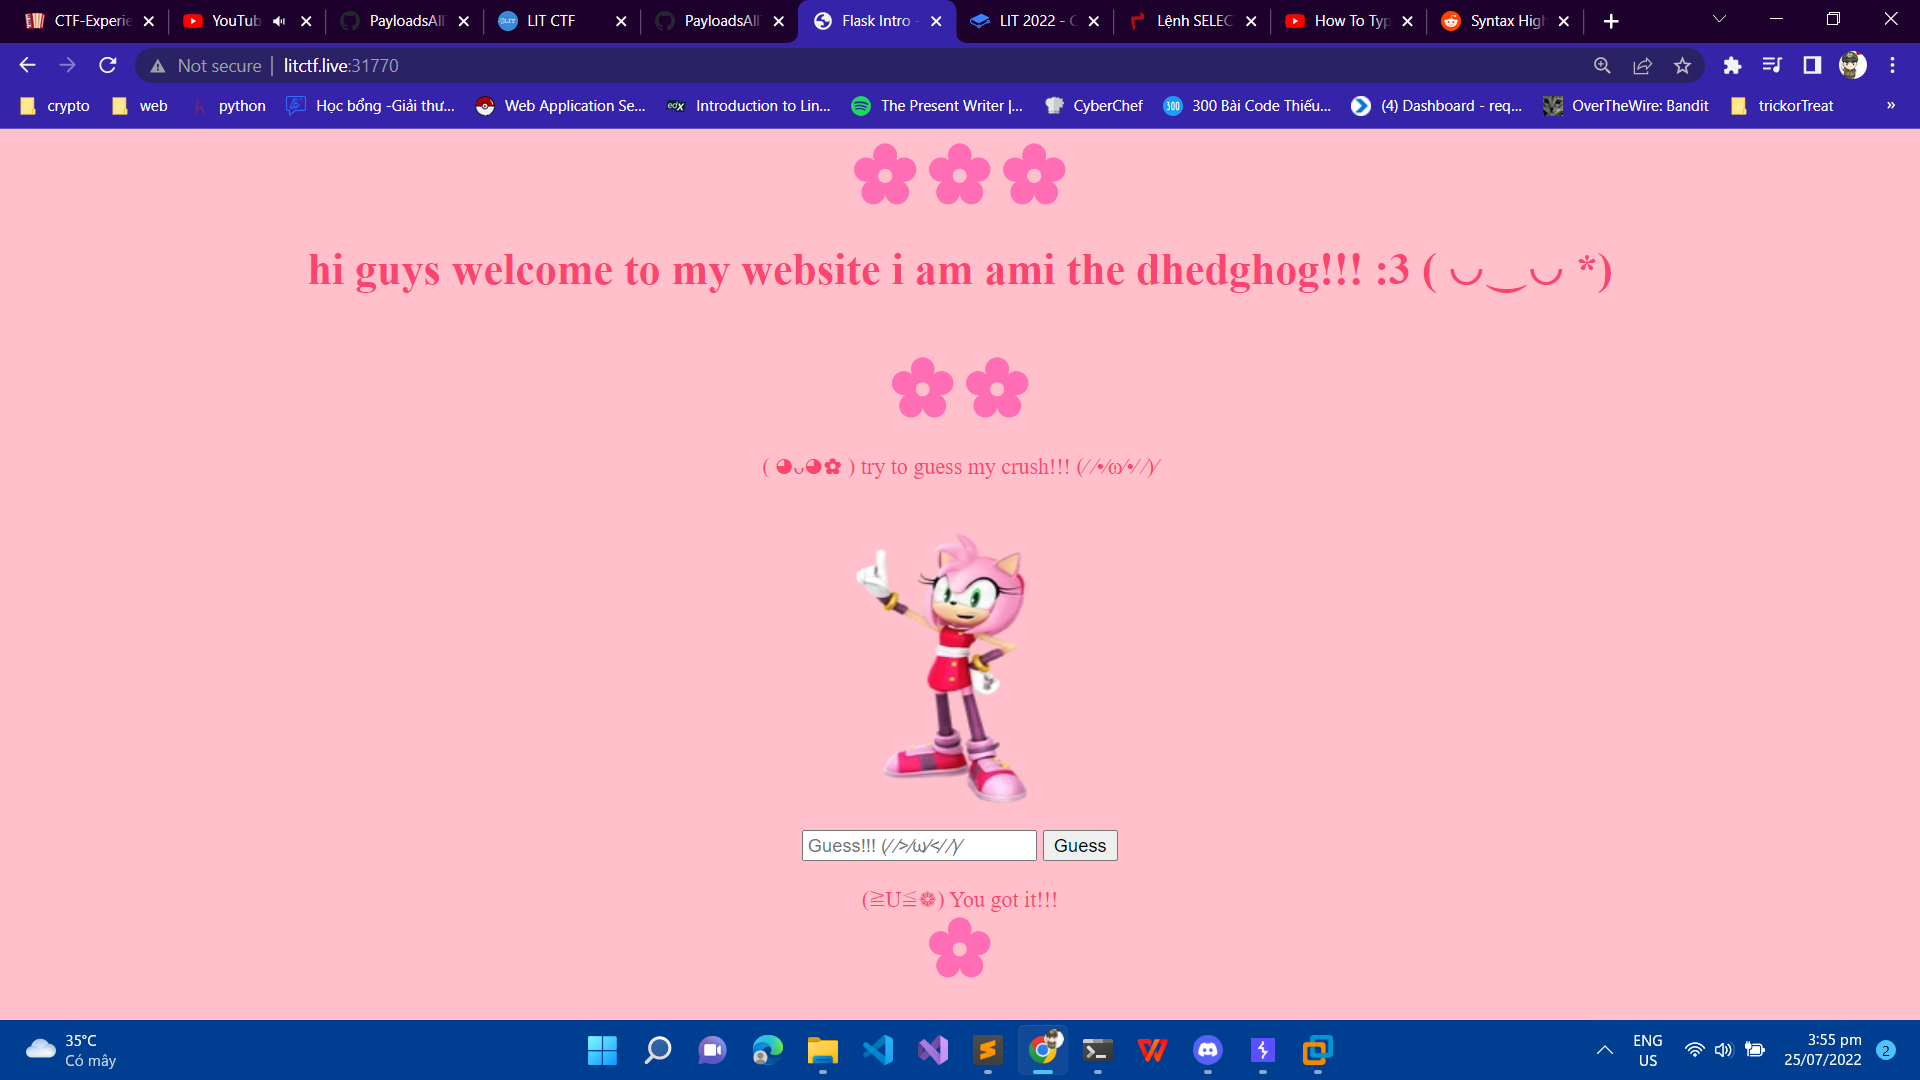 CTF-Experie
YouTub
PayloadsAll
LIT CTF
PayloadsAll
Flask Intro -
LIT 2022 - C
Lệnh SELEC
How To Typ
Syntax High
Not secure | litctf.live:31770
crypto
web
python
Học bổng -Giải thư...
Web Application Se...
edX
Introduction to Lin...
The Present Writer |...
CyberChef
300
300 Bài Code Thiếu...
(4) Dashboard - req...
OverTheWire: Bandit
trickorTreat
»
hi guys welcome to my website i am ami the dhedghog!!! :3 ( ◡‿◡ *)
( ◕ᴗ◕✿ ) try to guess my crush!!! (⁄ ⁄•⁄ω⁄•⁄ ⁄)⁄
Guess!!! (⁄ ⁄>⁄ω⁄<⁄ ⁄)⁄
Guess
(≧U≦❁) You got it!!!
35°C
Có mây
ENG
US
3:55 pm
25/07/2022
2